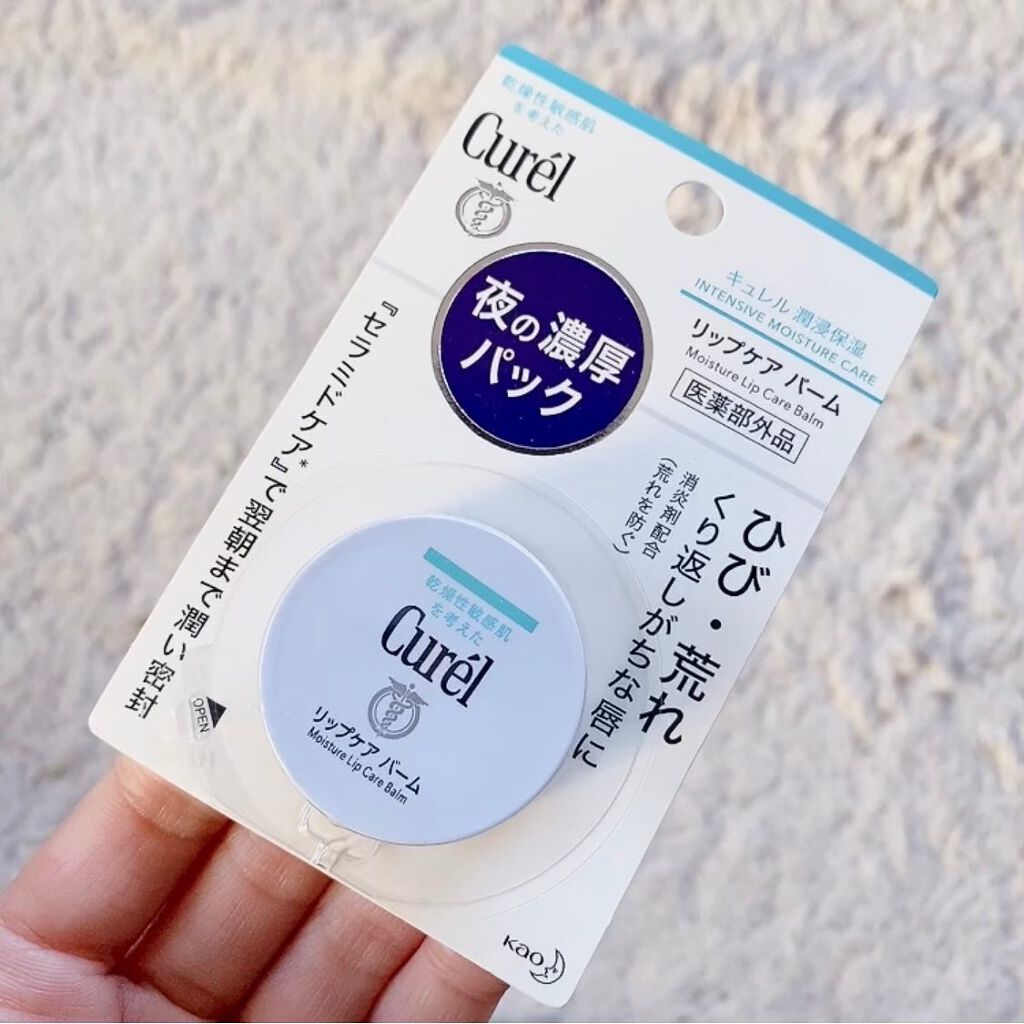 乾燥性敏感肌
を考えた
Curél
キュレル 潤浸保湿
INTENSIVE MOISTURE CARE
リップケア バーム
Moisture Lip Care Balm
医薬部外品
夜の濃厚
パック
ひび・荒れ
くり返しがちな唇に
消炎剤配合
(荒れを防ぐ)
『セラミドケア』*で翌朝まで潤い密封
OPEN
乾燥性敏感肌
を考えた
Curél
リップケア バーム
Moisture Lip Care Balm
Kao